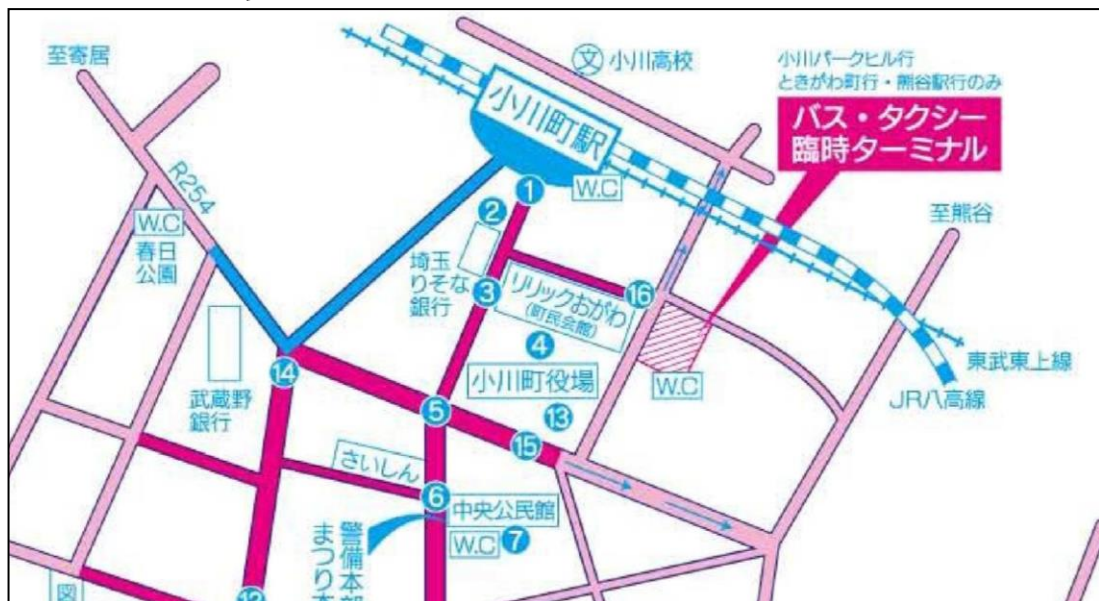 至寄居
小川高校
小川パークヒル行
ときがわ町行・熊谷駅行のみ
バス・タクシー
臨時ターミナル
小川町駅
W.C
至熊谷
R254
W.C
春日
公園
1
2
埼玉
りそな
銀行
3
リリックおがわ
(町民会館)
16
4
小川町役場
W.C
東武東上線
JR八高線
14
武蔵野
銀行
5
13
15
さいしん
6
中央公民館
W.C
7
警備本部
まつり本
図
12